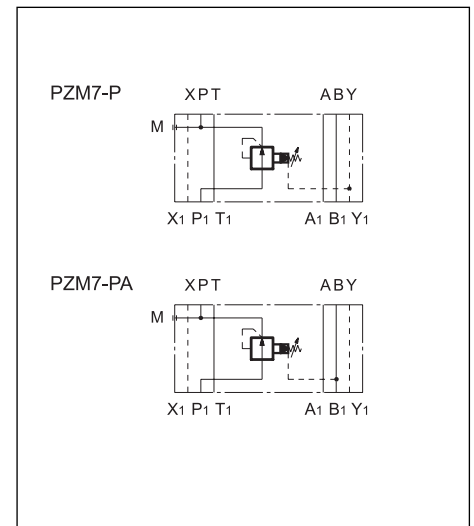 PZM7-P XPT ABY
M
X1 P1 T1 A1 B1 Y1
PZM7-PA XPT ABY
M
X1 P1 T1 A1 B1 Y1